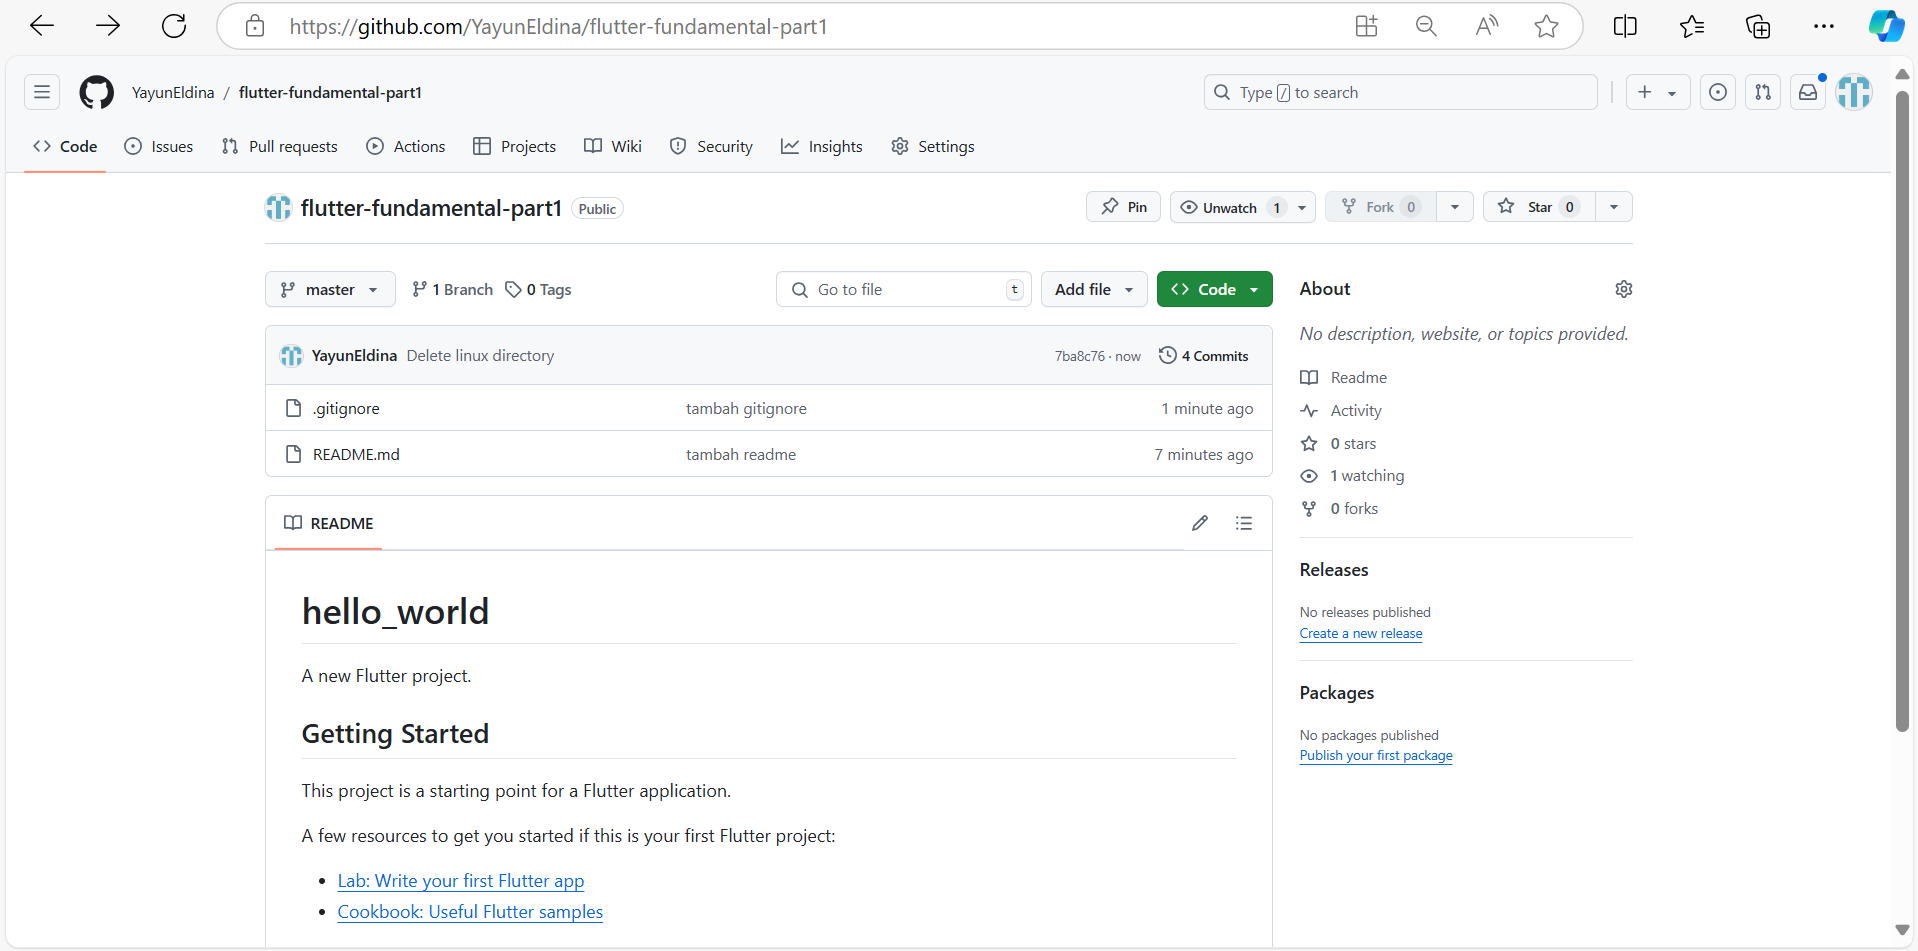 https://github.com/YayunEldina/flutter-fundamental-part1
YayunEldina / flutter-fundamental-part1
Type / to search
Code Issues Pull requests Actions Projects Wiki Security Insights Settings
flutter-fundamental-part1 Public
Pin Unwatch 1 Fork 0 Star 0
master 1 Branch 0 Tags Go to file t Add file Code
About
No description, website, or topics provided.
YayunEldina Delete linux directory 7ba8c76 · now 4 Commits
.gitignore tambah gitignore 1 minute ago
README.md tambah readme 7 minutes ago
Readme
Activity
0 stars
1 watching
0 forks
README
hello_world
A new Flutter project.
Getting Started
This project is a starting point for a Flutter application.
A few resources to get you started if this is your first Flutter project:
• Lab: Write your first Flutter app
• Cookbook: Useful Flutter samples
Releases
No releases published
Create a new release
Packages
No packages published
Publish your first package